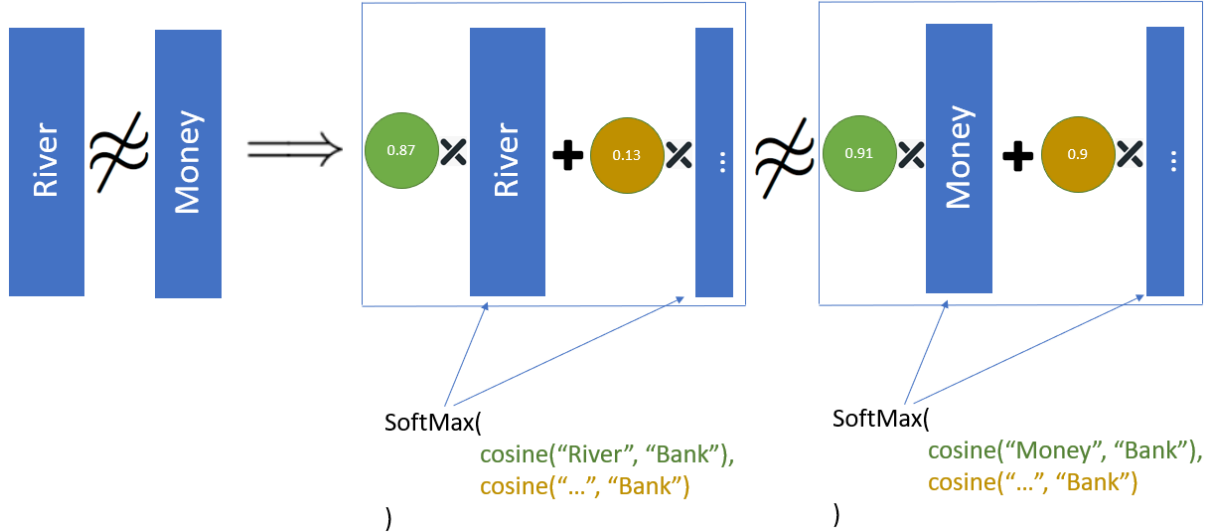 River
Money
0.87
River
0.13
...
0.91
Money
0.9
...
SoftMax(
cosine(“River”, “Bank”),
cosine(“...”, “Bank”)
)
SoftMax(
cosine(“Money”, “Bank”),
cosine(“...”, “Bank”)
)